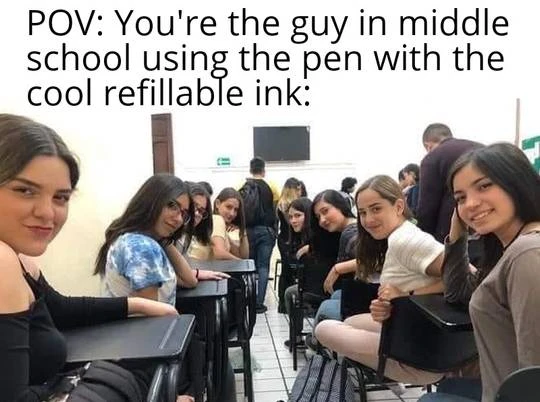 POV: You're the guy in middle
school using the pen with the
cool refillable ink: